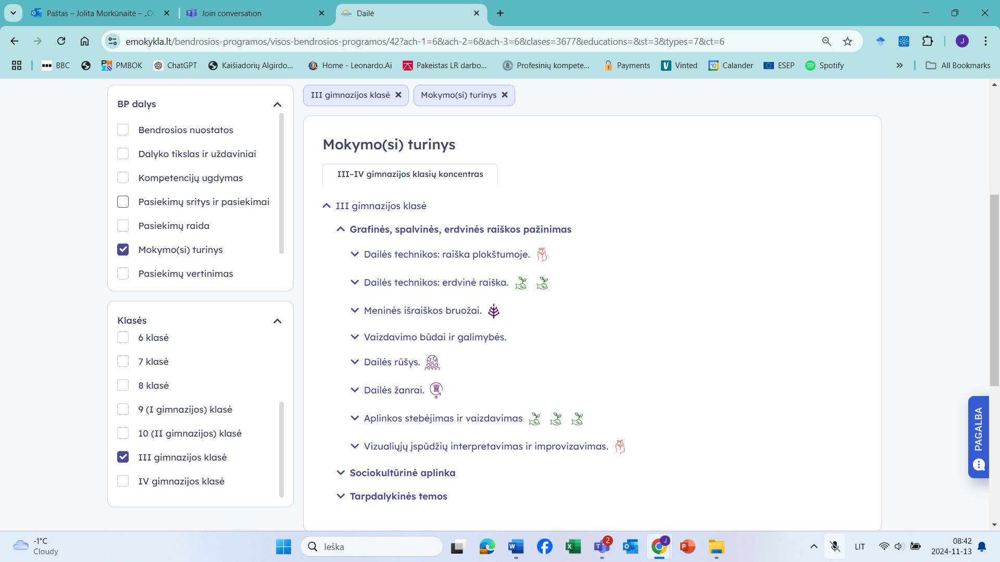 Paštas – Jolita Morkūnaitė – „Ou
Join conversation
Dailė
emokykla.lt/bendrosios-programos/visos-bendrosios-programos/42?ach-1=6&ach-2=6&ach-3=6&clases=3677&educations=&st=3&types=7&ct=6
J
BBC
PMBOK
ChatGPT
Kaišiadorių Algirdo...
Home - Leonardo.Ai
Pakeistas LR darbo...
Profesinių kompete...
Payments
Vinted
Calander
ESEP
Spotify
All Bookmarks
BP dalys
Bendrosios nuostatos
Dalyko tikslas ir uždaviniai
Kompetencijų ugdymas
Pasiekimų sritys ir pasiekimai
Pasiekimų raida
Mokymo(si) turinys
Pasiekimų vertinimas
Klasės
6 klasė
7 klasė
8 klasė
9 (I gimnazijos) klasė
10 (II gimnazijos) klasė
III gimnazijos klasė
IV gimnazijos klasė
III gimnazijos klasė
Mokymo(si) turinys
Mokymo(si) turinys
III–IV gimnazijos klasių koncentras
III gimnazijos klasė
Grafinės, spalvinės, erdvinės raiškos pažinimas
Dailės technikos: raiška plokštumoje.
Dailės technikos: erdvinė raiška.
Meninės išraiškos bruožai.
Vaizdavimo būdai ir galimybės.
Dailės rūšys.
Dailės žanrai.
Aplinkos stebėjimas ir vaizdavimas
Vizualiųjų įspūdžių interpretavimas ir improvizavimas.
Sociokultūrinė aplinka
Tarpdalykinės temos
PAGALBA
-1°C
Cloudy
Ieška
2
J
LIT
08:42
2024-11-13